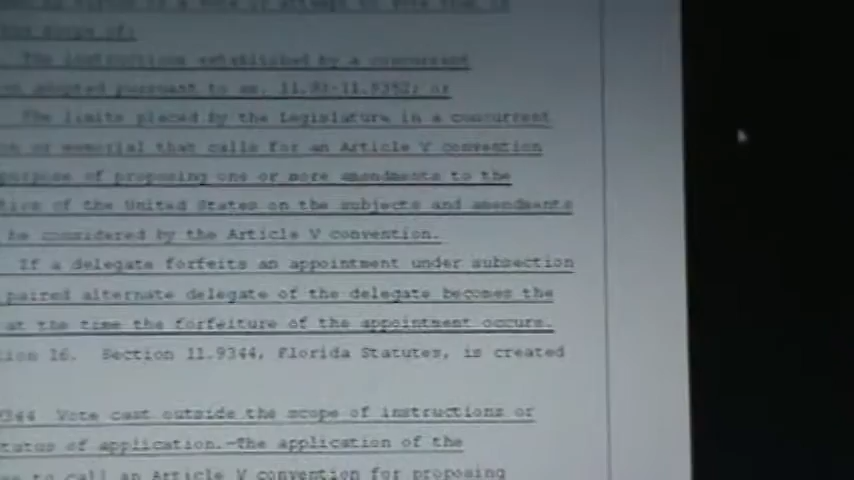 The instructions established by a concurrent
adopted pursuant to ss. 11.93-11.9352; or
The limits placed by the Legislature in a concurrent
or memorial that calls for an Article V convention
purpose of proposing one or more amendments to the
of the United States on the subjects and amendments
be considered by the Article V convention.
If a delegate forfeits an appointment under subsection
paired alternate delegate of the delegate becomes the
at the time the forfeiture of the appointment occurs.
16. Section 11.9344, Florida Statutes, is created
Vote cast outside the scope of instructions or
of application.—The application of the
to call an Article V convention for proposing